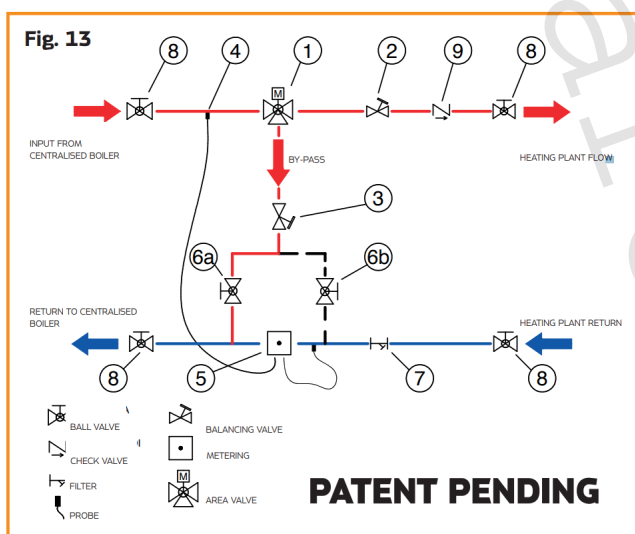 Fig. 13
8
4
1
2
9
8
M
INPUT FROM
CENTRALISED BOILER
BY-PASS
HEATING PLANT FLOW
3
6a
6b
RETURN TO CENTRALISED
BOILER
HEATING PLANT RETURN
8
5
7
8
BALL VALVE
BALANCING VALVE
CHECK VALVE
METERING
FILTER
M
AREA VALVE
PROBE
PATENT PENDING